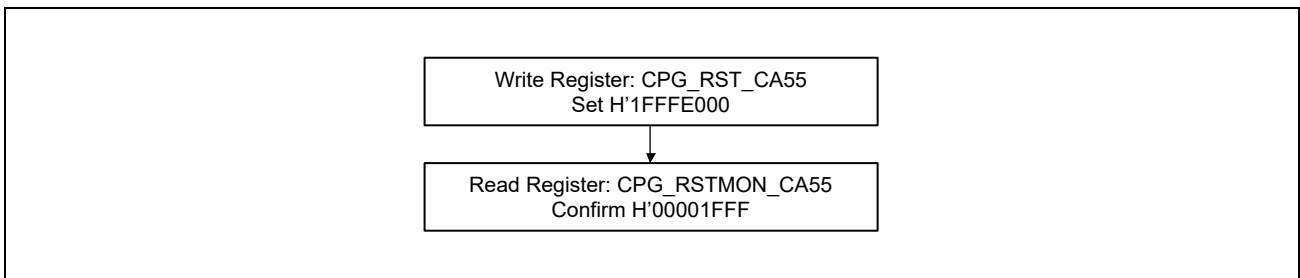 Write Register: CPG_RST_CA55
Set H’1FFFE000
Read Register: CPG_RSTMON_CA55
Confirm H’00001FFF